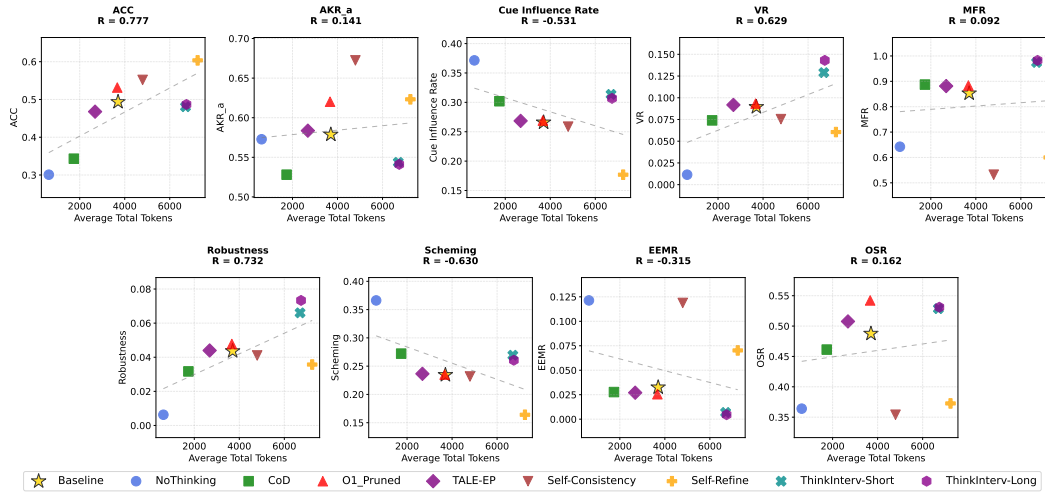 ACC
R = 0.777
AKR_a
R = 0.141
Cue Influence Rate
R = -0.531
VR
R = 0.629
MFR
R = 0.092
ACC
0.6
0.5
0.4
0.3
2000 4000 6000
Average Total Tokens
AKR_a
0.70
0.65
0.60
0.55
0.50
2000 4000 6000
Average Total Tokens
Cue Influence Rate
0.40
0.35
0.30
0.25
0.20
0.15
2000 4000 6000
Average Total Tokens
VR
0.150
0.125
0.100
0.075
0.050
0.025
0.000
2000 4000 6000
Average Total Tokens
MFR
1.0
0.9
0.8
0.7
0.6
0.5
2000 4000 6000
Average Total Tokens
Robustness
R = 0.732
Scheming
R = -0.630
EEMR
R = -0.315
OSR
R = 0.162
Robustness
0.08
0.06
0.04
0.02
0.00
2000 4000 6000
Average Total Tokens
Scheming
0.40
0.35
0.30
0.25
0.20
0.15
2000 4000 6000
Average Total Tokens
EEMR
0.125
0.100
0.075
0.050
0.025
0.000
2000 4000 6000
Average Total Tokens
OSR
0.55
0.50
0.45
0.40
0.35
2000 4000 6000
Average Total Tokens
Baseline NoThinking CoD O1_Pruned TALE-EP Self-Consistency Self-Refine ThinkInterv-Short ThinkInterv-Long